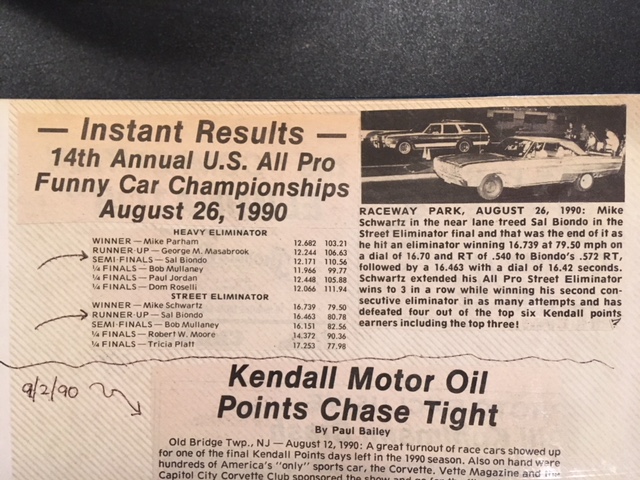 — Instant Results —
14th Annual U.S. All Pro
Funny Car Championships
August 26, 1990
HEAVY ELIMINATOR
WINNER — Mike Parham 12.682 103.21
RUNNER-UP — George M. Masabrook 12.244 106.63
SEMI-FINALS — Sal Biondo 12.171 110.56
¼ FINALS — Bob Mullaney 11.966 99.77
¼ FINALS — Paul Jordan 12.448 105.88
¼ FINALS — Dom Roselli 12.066 111.94
STREET ELIMINATOR
WINNER — Mike Schwartz 16.739 79.50
RUNNER-UP — Sal Biondo 16.463 80.78
SEMI-FINALS — Bob Mullaney 16.151 82.56
¼ FINALS — Robert W. Moore 14.372 90.36
¼ FINALS — Tricia Platt 17.253 77.98
RACEWAY PARK, AUGUST 26, 1990: Mike
Schwartz in the near lane treed Sal Biondo in the
Street Eliminator final and that was the end of it as
he hit an eliminator winning 16.739 at 79.50 mph on
a dial of 16.70 and RT of .540 to Biondo's .572 RT,
followed by a 16.463 with a dial of 16.42 seconds.
Schwartz extended his All Pro Street Eliminator
wins to 3 in a row while winning his second con-
secutive eliminator in as many attempts and has
defeated four out of the top six Kendall points
earners including the top three!
9/2/90
Kendall Motor Oil
Points Chase Tight
By Paul Bailey
Old Bridge Twp., NJ — August 12, 1990: A great turnout of race cars showed up
for one of the final Kendall Points days left in the 1990 season. Also on hand were
hundreds of America's "only" sports car, the Corvette. Vette Magazine and the
Capitol City Corvette Club sponsored the show and